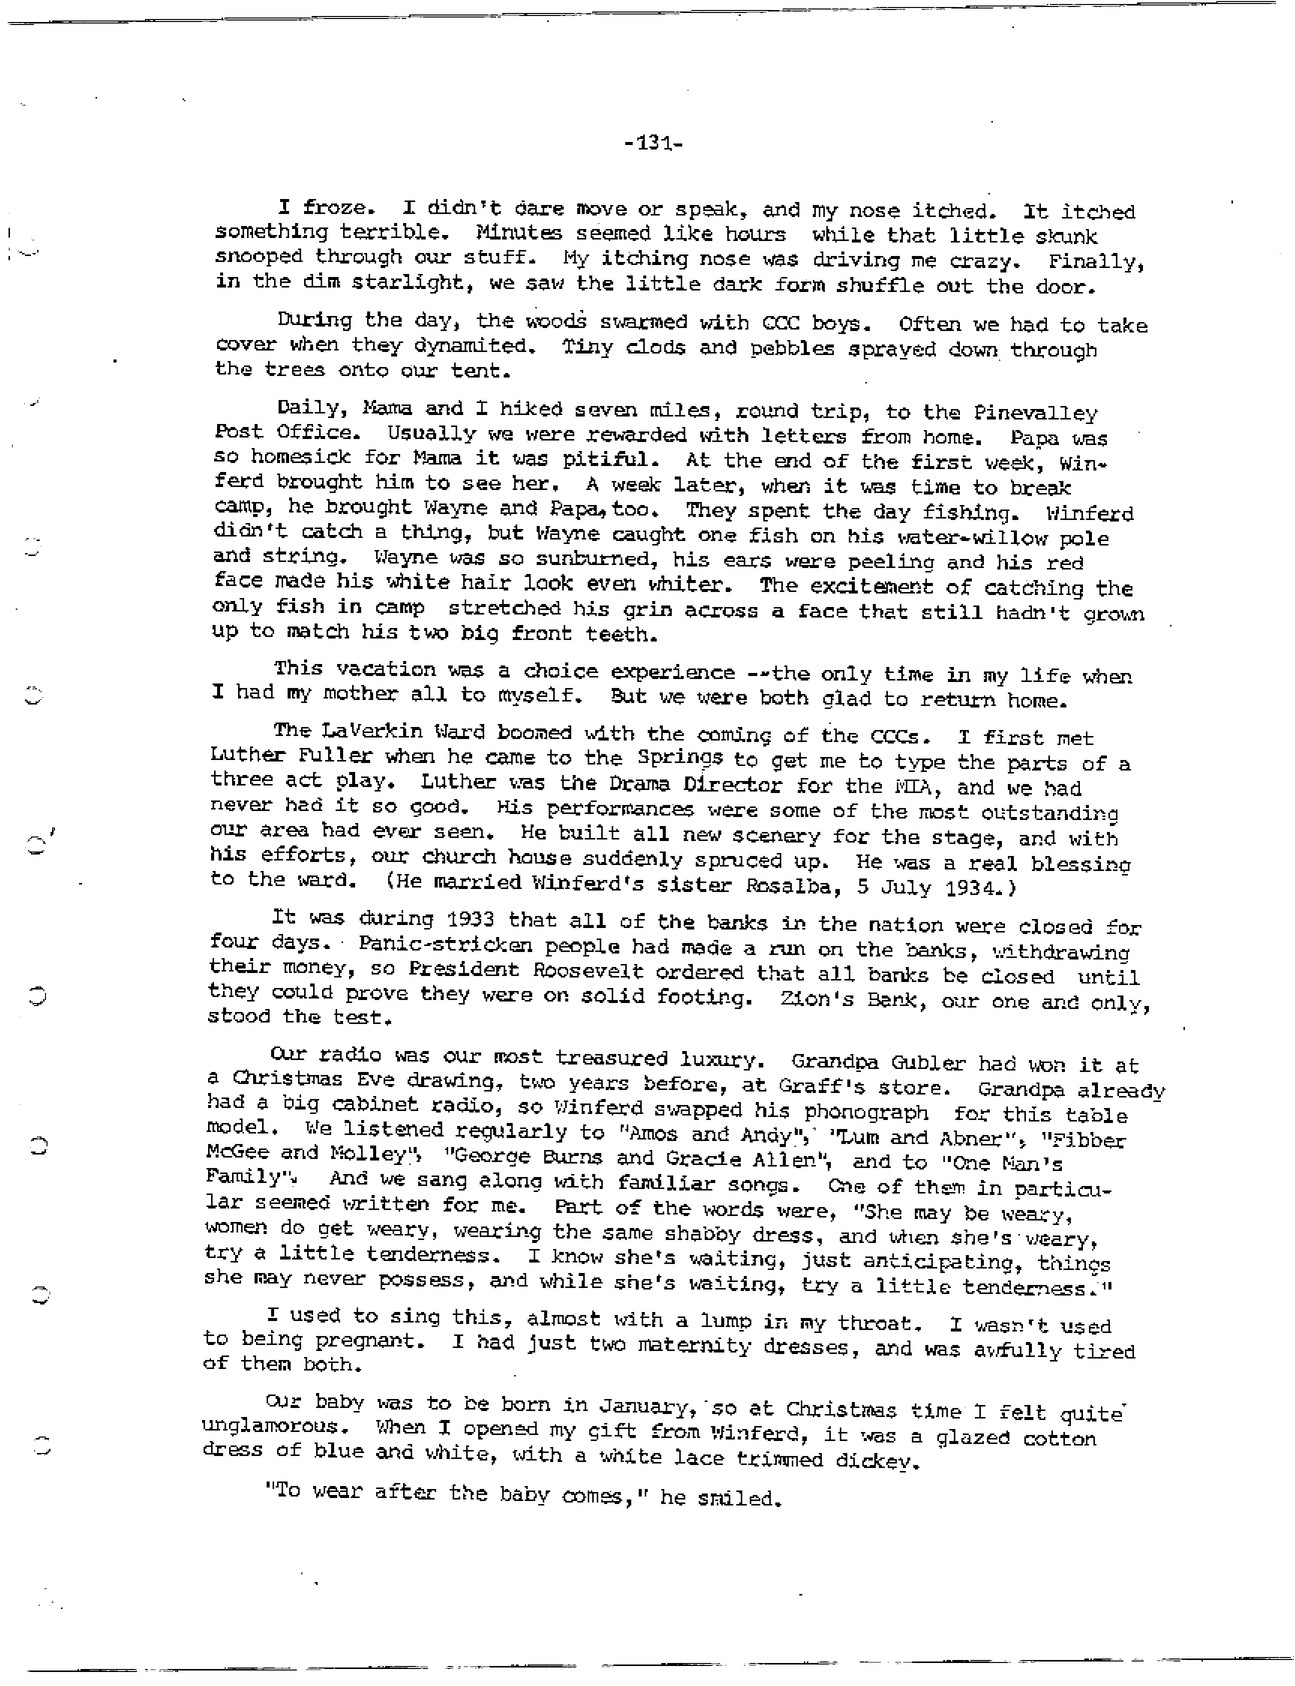 -131-
I froze. I didn't dare move or speak, and my nose itched. It itched
something terrible. Minutes seemed like hours while that little skunk
snooped through our stuff. My itching nose was driving me crazy. Finally,
in the dim starlight, we saw the little dark form shuffle out the door.
During the day, the woods swarmed with CCC boys. Often we had to take
cover when they dynamited. Tiny clods and pebbles sprayed down through
the trees onto our tent.
Daily, Mama and I hiked seven miles, round trip, to the Pinevalley
Post Office. Usually we were rewarded with letters from home. Papa was
so homesick for Mama it was pitiful. At the end of the first week, Win-
ferd brought him to see her. A week later, when it was time to break
camp, he brought Wayne and Papa, too. They spent the day fishing. Winferd
didn't catch a thing, but Wayne caught one fish on his water-willow pole
and string. Wayne was so sunburned, his ears were peeling and his red
face made his white hair look even whiter. The excitement of catching the
only fish in camp stretched his grin across a face that still hadn't grown
up to match his two big front teeth.
This vacation was a choice experience --the only time in my life when
I had my mother all to myself. But we were both glad to return home.
The LaVerkin Ward boomed with the coming of the CCCs. I first met
Luther Fuller when he came to the Springs to get me to type the parts of a
three act play. Luther was the Drama Director for the MIA, and we had
never had it so good. His performances were some of the most outstanding
our area had ever seen. He built all new scenery for the stage, and with
his efforts, our church house suddenly spruced up. He was a real blessing
to the ward. (He married Winferd's sister Rosalba, 5 July 1934.)
It was during 1933 that all of the banks in the nation were closed for
four days. Panic-stricken people had made a run on the banks, withdrawing
their money, so President Roosevelt ordered that all banks be closed until
they could prove they were on solid footing. Zion's Bank, our one and only,
stood the test.
Our radio was our most treasured luxury. Grandpa Gubler had won it at
a Christmas Eve drawing, two years before, at Graff's store. Grandpa already
had a big cabinet radio, so Winferd swapped his phonograph for this table
model. We listened regularly to "Amos and Andy", "Lum and Abner", "Fibber
McGee and Molley", "George Burns and Gracie Allen", and to "One Man's
Family". And we sang along with familiar songs. One of them in particu-
lar seemed written for me. Part of the words were, "She may be weary,
women do get weary, wearing the same shabby dress, and when she's weary,
try a little tenderness. I know she's waiting, just anticipating, things
she may never possess, and while she's waiting, try a little tenderness."
I used to sing this, almost with a lump in my throat. I wasn't used
to being pregnant. I had just two maternity dresses, and was awfully tired
of them both.
Our baby was to be born in January, so at Christmas time I felt quite
unglamorous. When I opened my gift from Winferd, it was a glazed cotton
dress of blue and white, with a white lace trimmed dickey.
"To wear after the baby comes," he smiled.